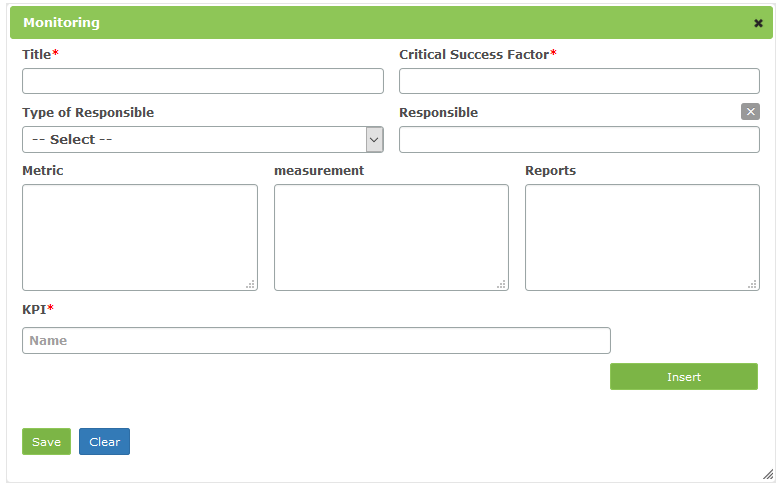 Monitoring
Title*
Critical Success Factor*
Type of Responsible
Responsible
-- Select --
Metric
measurement
Reports
KPI*
Name
Insert
Save
Clear